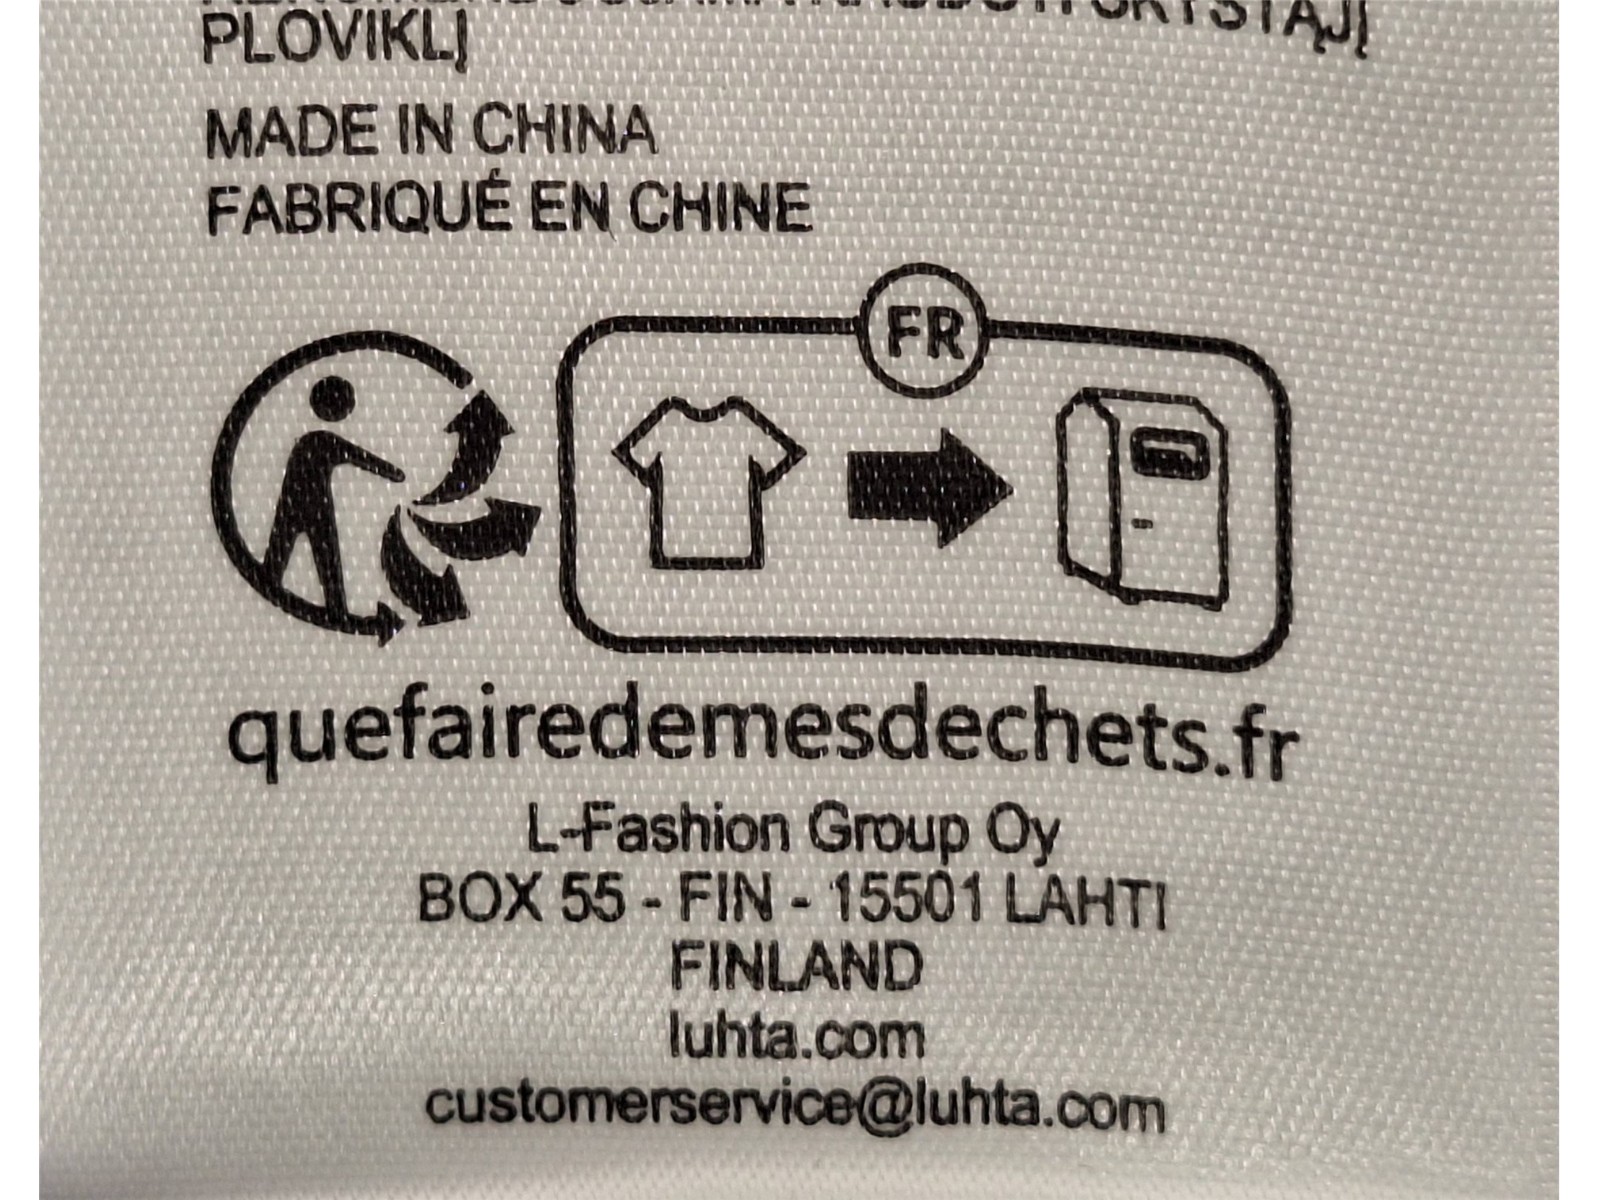 PLOVIKLĮ
MADE IN CHINA
FABRIQUÉ EN CHINE
FR
quefairedemesdechets.fr
L-Fashion Group Oy
BOX 55 - FIN - 15501 LAHTI
FINLAND
luhta.com
customerservice@luhta.com